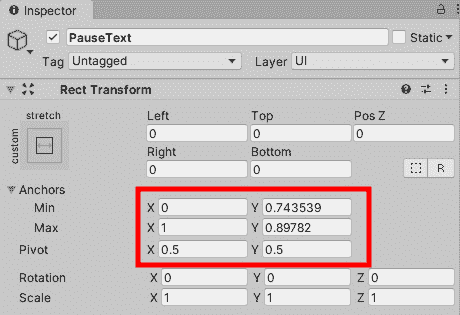 Inspector
PauseText Static
Tag Untagged Layer UI
Rect Transform
stretch Left Top Pos Z
custom 0 0 0
Right Bottom
0 0 R
Anchors
Min X 0 Y 0.743539
Max X 1 Y 0.89782
Pivot X 0.5 Y 0.5
Rotation X 0 Y 0 Z 0
Scale X 1 Y 1 Z 1